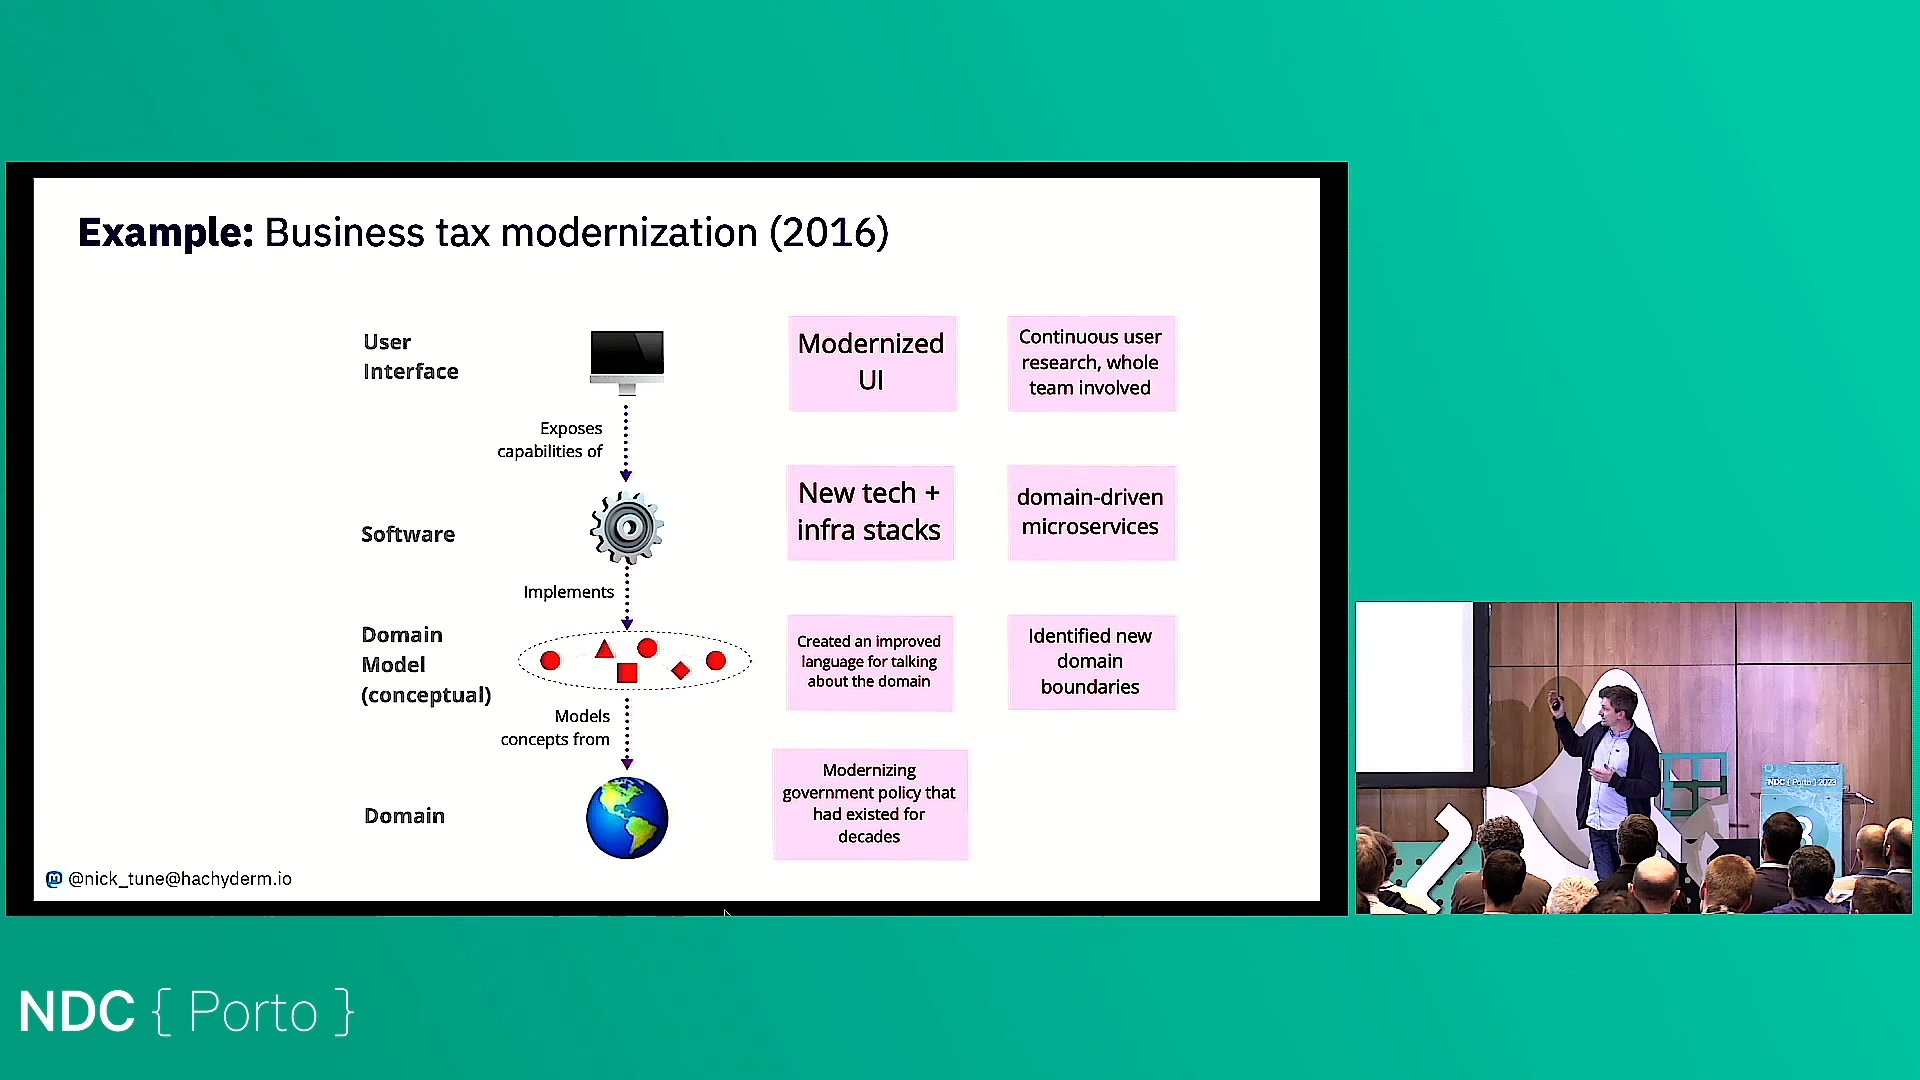 Example: Business tax modernization (2016)
User
Interface
Modernized
UI
Continuous user
research, whole
team involved
Exposes
capabilities of
Software
New tech +
infra stacks
domain-driven
microservices
Implements
Domain
Model
(conceptual)
Created an improved
language for talking
about the domain
Identified new
domain
boundaries
Models
concepts from
Domain
Modernizing
government policy that
had existed for
decades
@nick_tune@hachyderm.io
NDC { Porto } 2023
NDC { Porto }